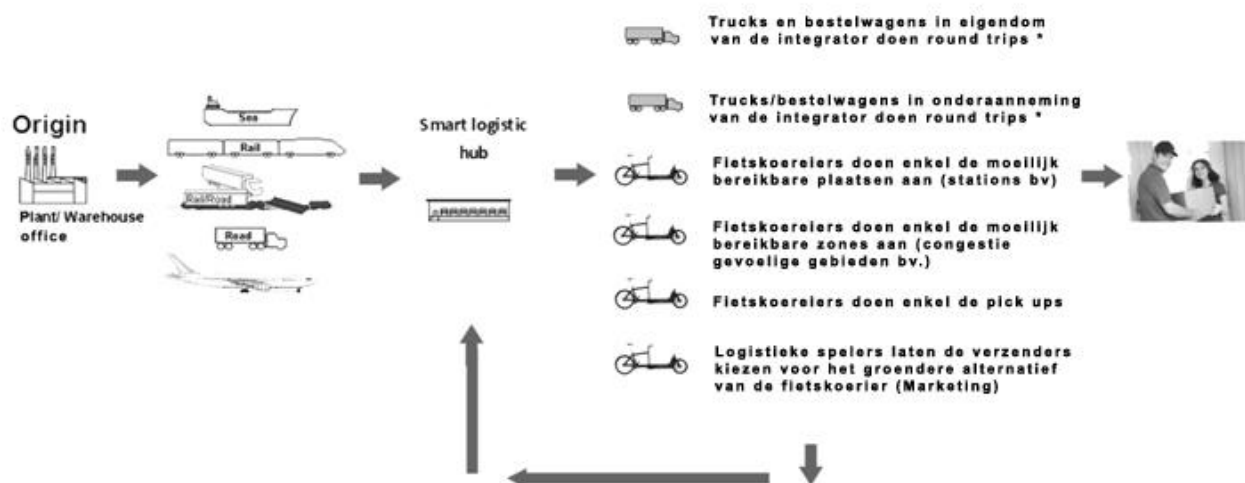 Origin
Plant/ Warehouse
office
Sea
Rail
Rail/Road
Road
Smart logistic
hub
Trucks en bestelwagens in eigendom
van de integrator doen round trips *
Trucks/bestelwagens in onderaanneming
van de integrator doen round trips *
Fietskoereiers doen enkel de moeilijk
bereikbare plaatsen aan (stations bv)
Fietskoereiers doen enkel de moeilijk
bereikbare zones aan (congestie
gevoelige gebieden bv.)
Fietskoereiers doen enkel de pick ups
Logistieke spelers laten de verzenders
kiezen voor het groendere alternatief
van de fietskoerier (Marketing)